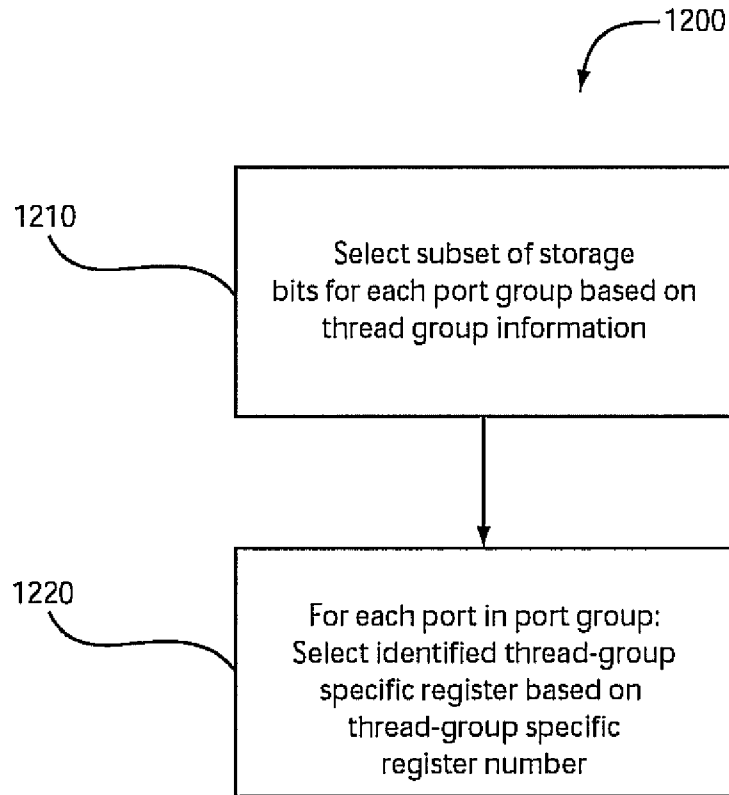 1200
1210
Select subset of storage
bits for each port group based on
thread group information
1220
For each port in port group:
Select identified thread-group
specific register based on
thread-group specific
register number